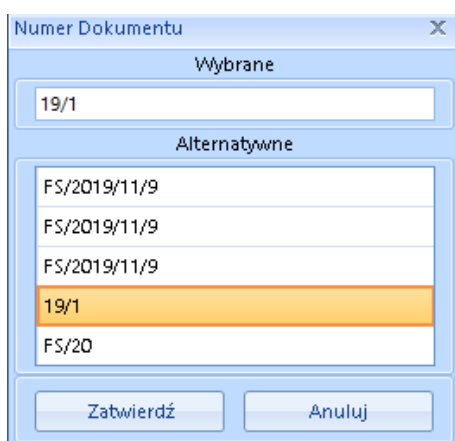 Numer Dokumentu
Wybrane
19/1
Alternatywne
FS/2019/11/9
FS/2019/11/9
FS/2019/11/9
19/1
FS/20
Zatwierdź Anuluj